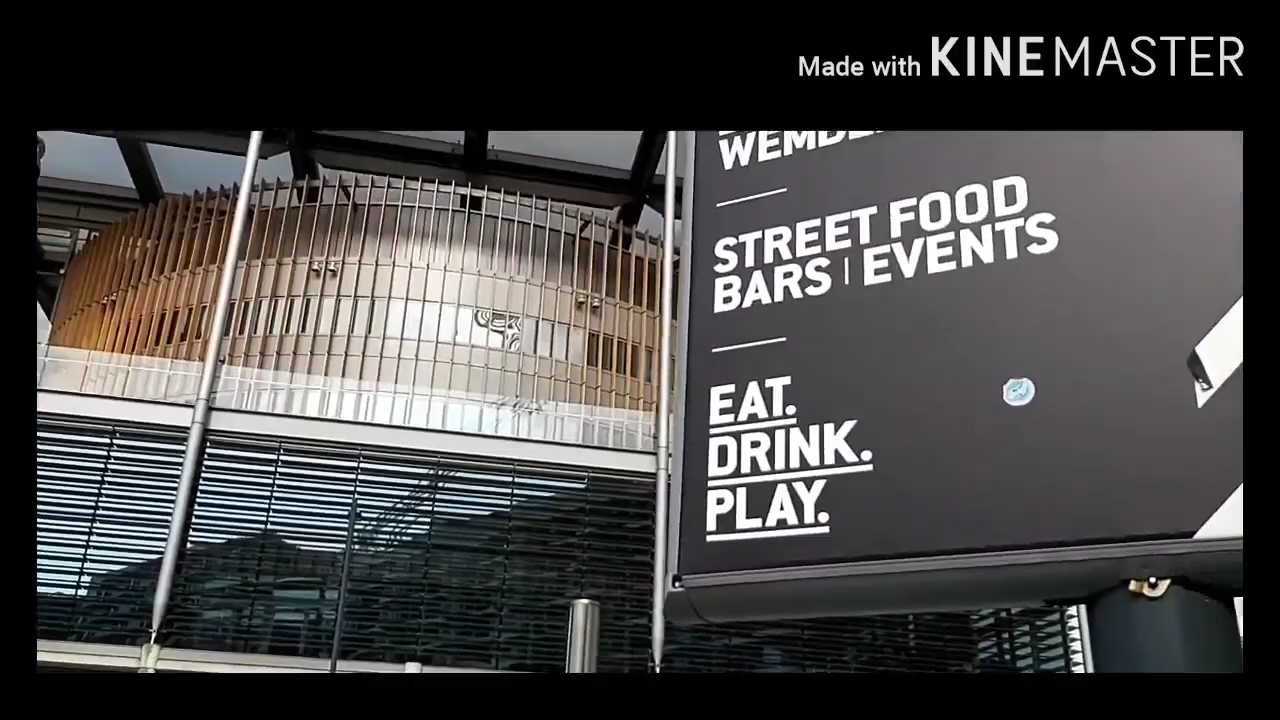 Made with KINEMASTER
STREET FOOD
BARS | EVENTS
EAT.
DRINK.
PLAY.